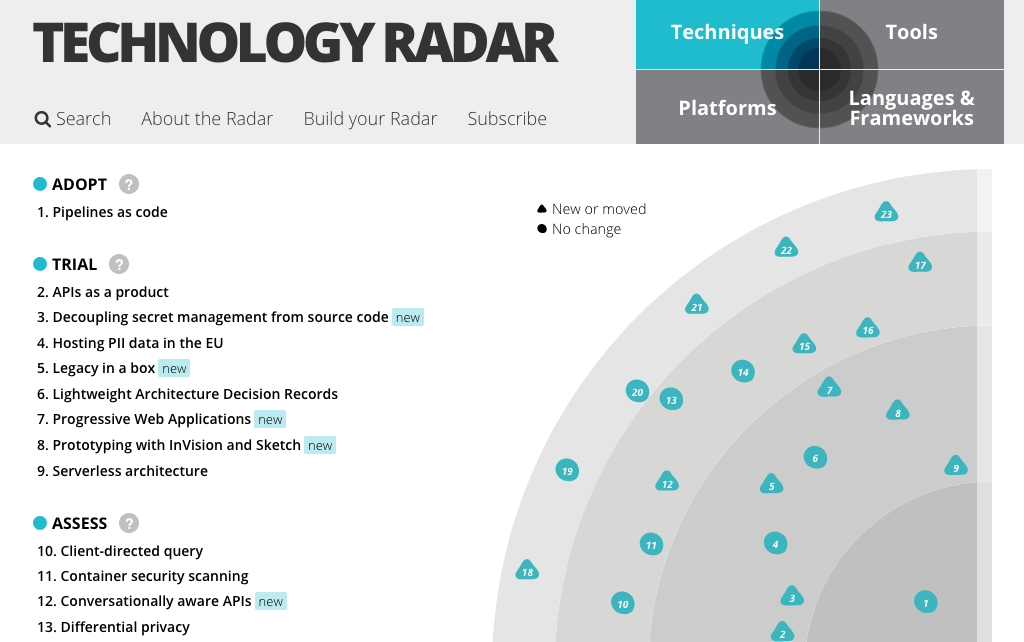 TECHNOLOGY RADAR
Search About the Radar Build your Radar Subscribe
Techniques
Tools
Platforms
Languages &
Frameworks
ADOPT ?
1. Pipelines as code
TRIAL ?
2. APIs as a product
3. Decoupling secret management from source code new
4. Hosting PII data in the EU
5. Legacy in a box new
6. Lightweight Architecture Decision Records
7. Progressive Web Applications new
8. Prototyping with InVision and Sketch new
9. Serverless architecture
ASSESS ?
10. Client-directed query
11. Container security scanning
12. Conversationally aware APIs new
13. Differential privacy
New or moved
No change
23
22
17
21
16
15
14
7
20
13
8
6
9
19
12
5
11
4
18
3
10
1
2